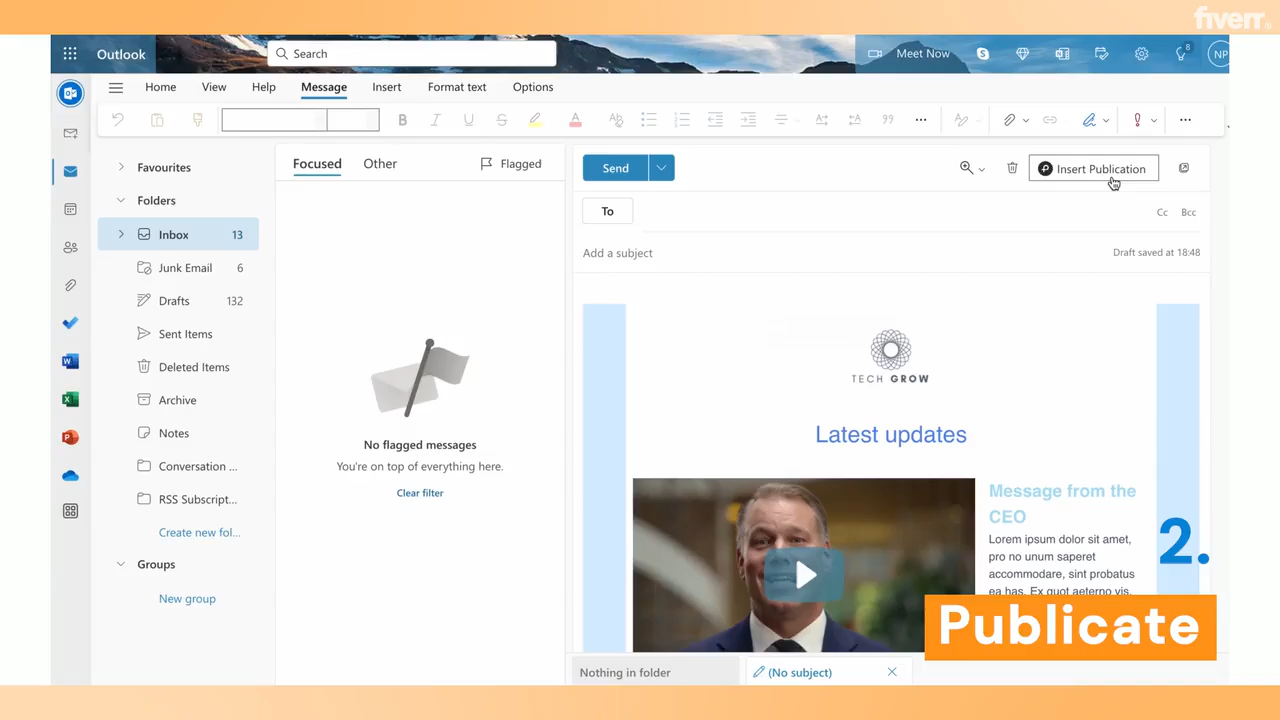 fiverr.
Outlook
Search
Meet Now
8
NP
Home
View
Help
Message
Insert
Format text
Options
Favourites
Folders
Inbox 13
Junk Email 6
Drafts 132
Sent Items
Deleted Items
Archive
Notes
Conversation ...
RSS Subscript...
Create new fol...
Groups
New group
Focused
Other
Flagged
No flagged messages
You're on top of everything here.
Clear filter
Send
Insert Publication
To
Cc
Bcc
Add a subject
Draft saved at 18:48
TECH GROW
Latest updates
Message from the
CEO
Lorem ipsum dolor sit amet,
pro no unum saperet
accommodare, sint probatus
ea has. Ex quot aeterno vis.
2.
Publicate
Nothing in folder
(No subject)